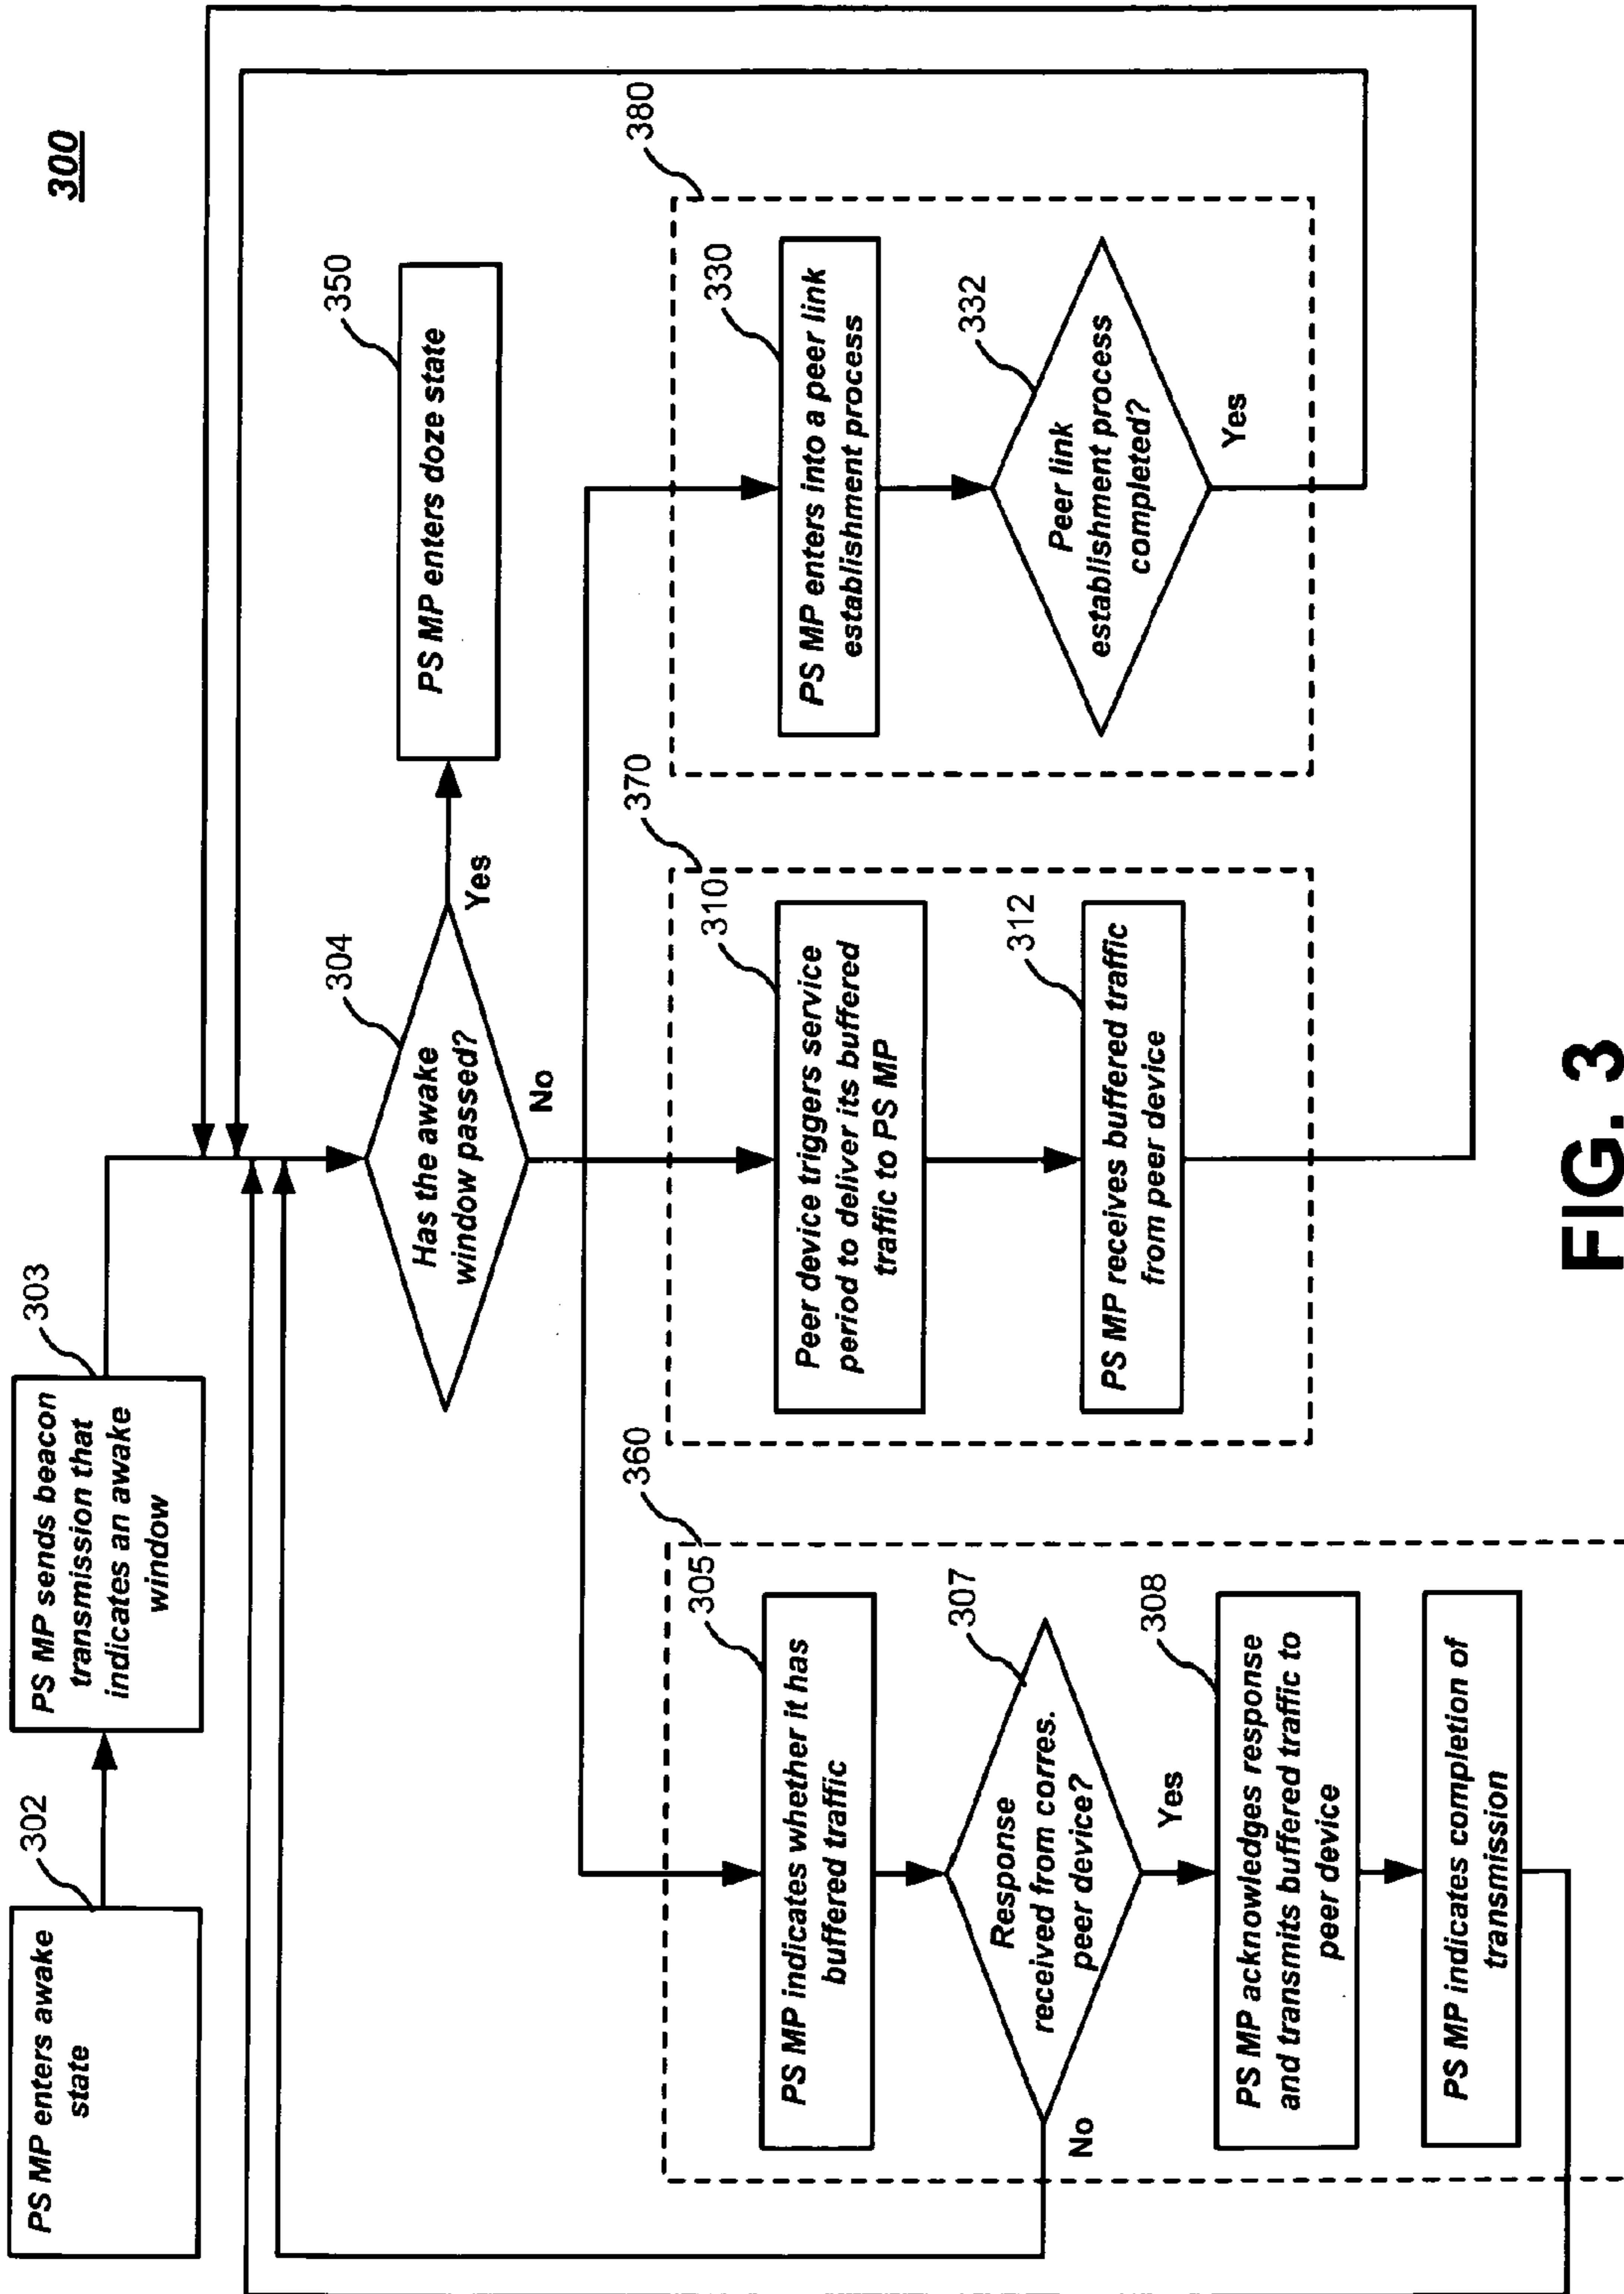 300
302
PS MP enters awake
state
303
PS MP sends beacon
transmission that
indicates an awake
window
304
Has the awake
window passed?
Yes
No
350
PS MP enters doze state
360
305
PS MP indicates whether it has
buffered traffic
307
Response
received from corres.
peer device?
No
Yes
308
PS MP acknowledges response
and transmits buffered traffic to
peer device
PS MP indicates completion of
transmission
370
310
Peer device triggers service
period to deliver its buffered
traffic to PS MP
312
PS MP receives buffered traffic
from peer device
380
330
PS MP enters into a peer link
establishment process
332
Peer link
establishment process
completed?
Yes
FIG. 3